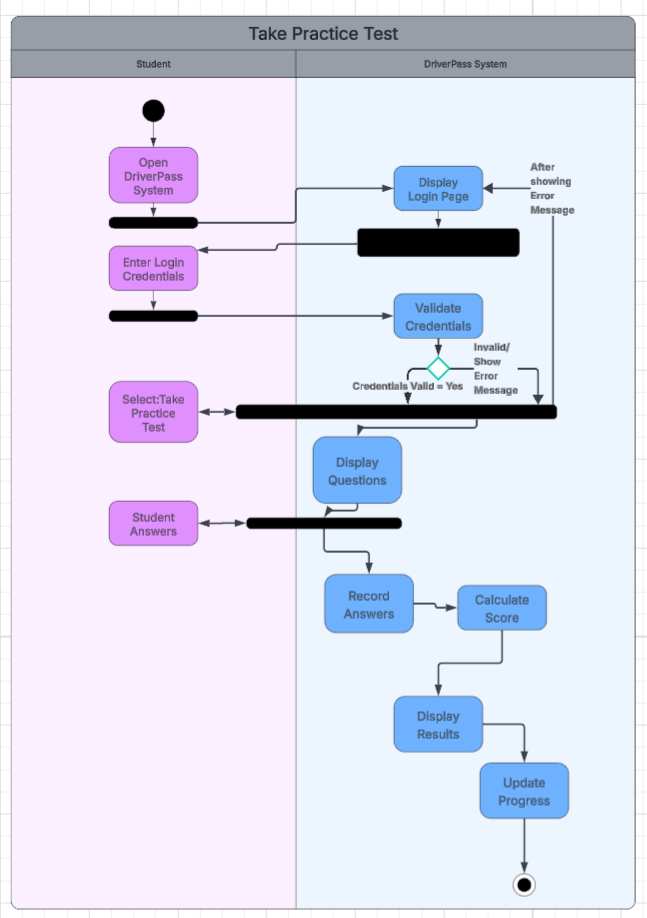 Take Practice Test
Student
DriverPass System
Open
DriverPass
System
Display
Login Page
After
showing
Error
Message
Enter Login
Credentials
Validate
Credentials
Invalid/
Show
Error
Message
Credentials Valid = Yes
Select:Take
Practice
Test
Display
Questions
Student
Answers
Record
Answers
Calculate
Score
Display
Results
Update
Progress